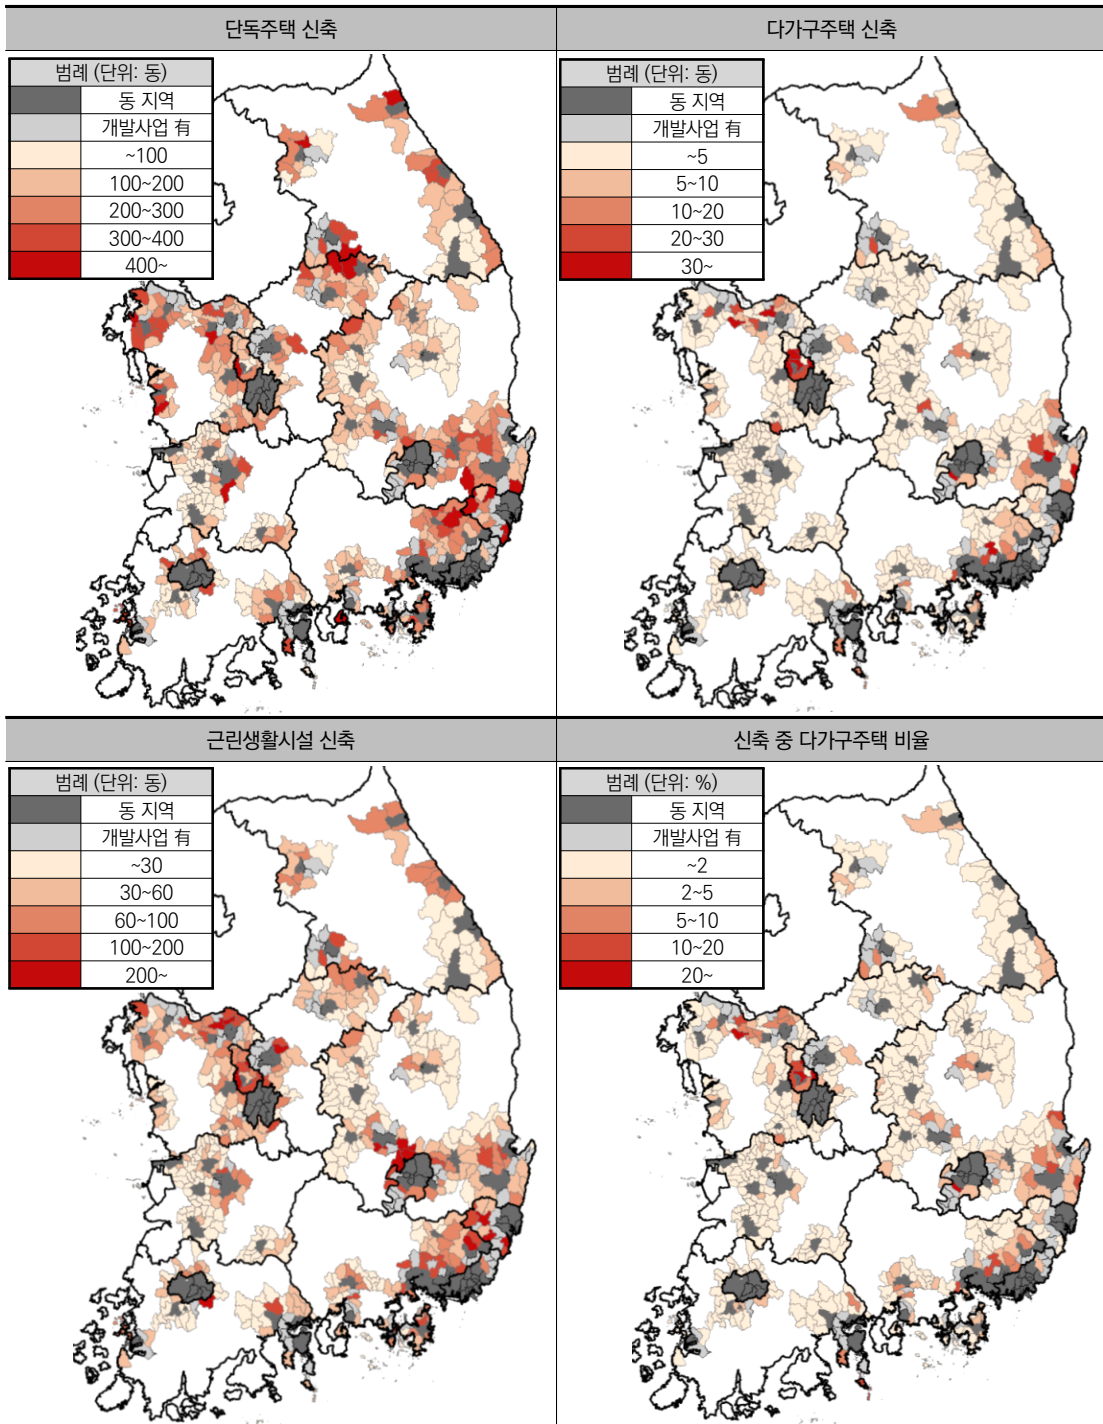 단독주택 신축
다가구주택 신축
범례 (단위: 동)
동 지역
개발사업 有
~100
100~200
200~300
300~400
400~
범례 (단위: 동)
동 지역
개발사업 有
~5
5~10
10~20
20~30
30~
근린생활시설 신축
신축 중 다가구주택 비율
범례 (단위: 동)
동 지역
개발사업 有
~30
30~60
60~100
100~200
200~
범례 (단위: %)
동 지역
개발사업 有
~2
2~5
5~10
10~20
20~